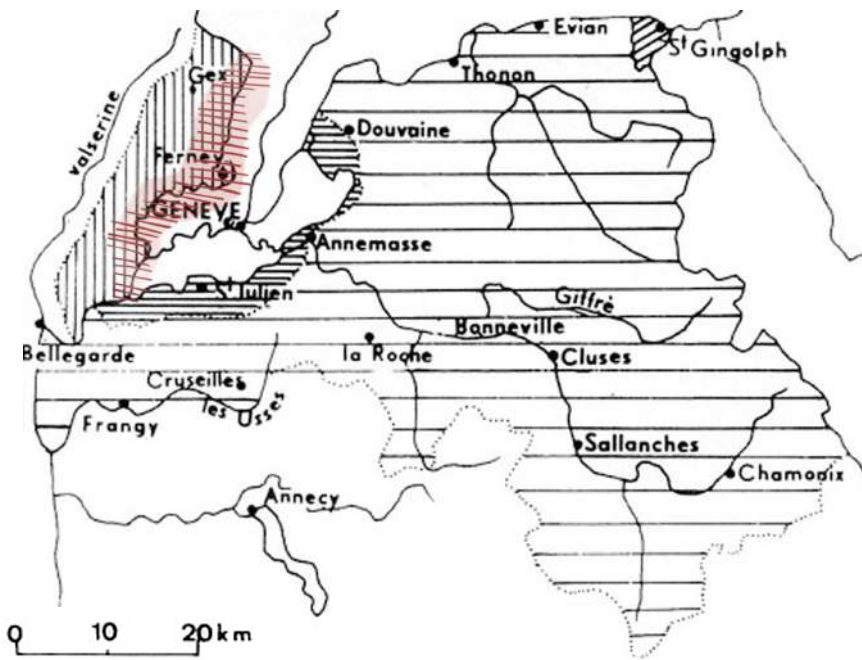 Evian
St Gingolph
Thonon
Gex
Valserine
Douvaine
Ferney
GENEVE
Annemasse
St Julien
Giffre
Bonneville
Bellegarde
la Roche
Cluses
Cruseilles
les Usses
Frangy
Sallanches
Chamonix
Annecy
0 10 20 km